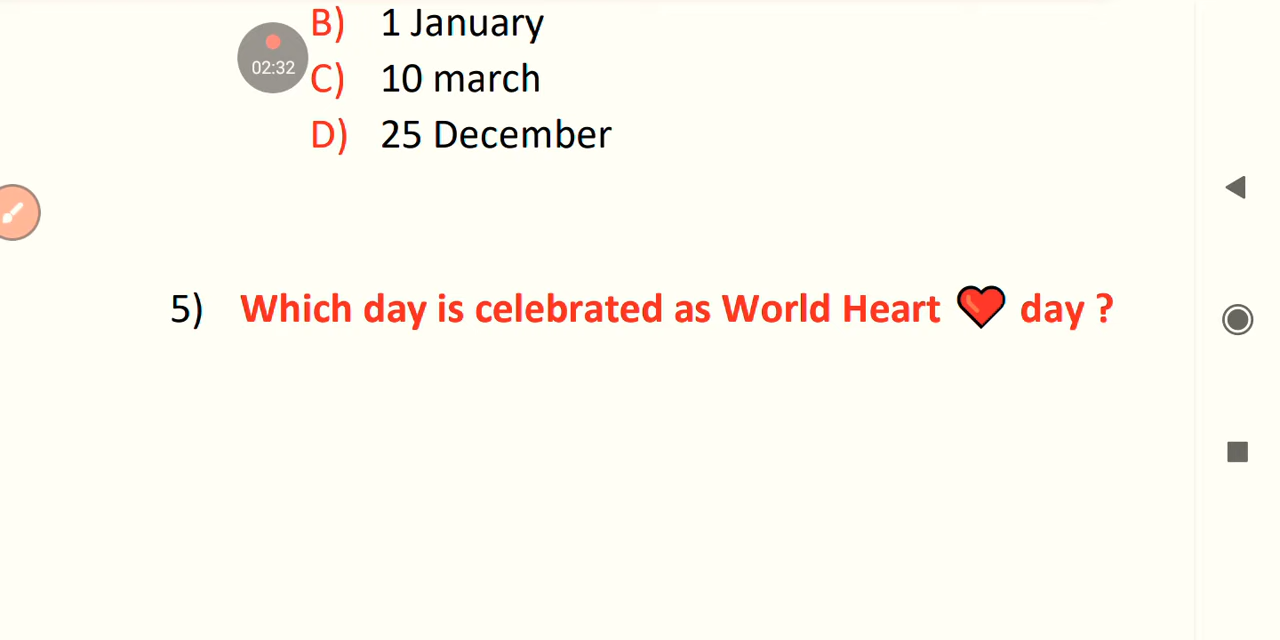 B) 1 January
02:32
C) 10 march
D) 25 December
5) Which day is celebrated as World Heart ❤️ day ?